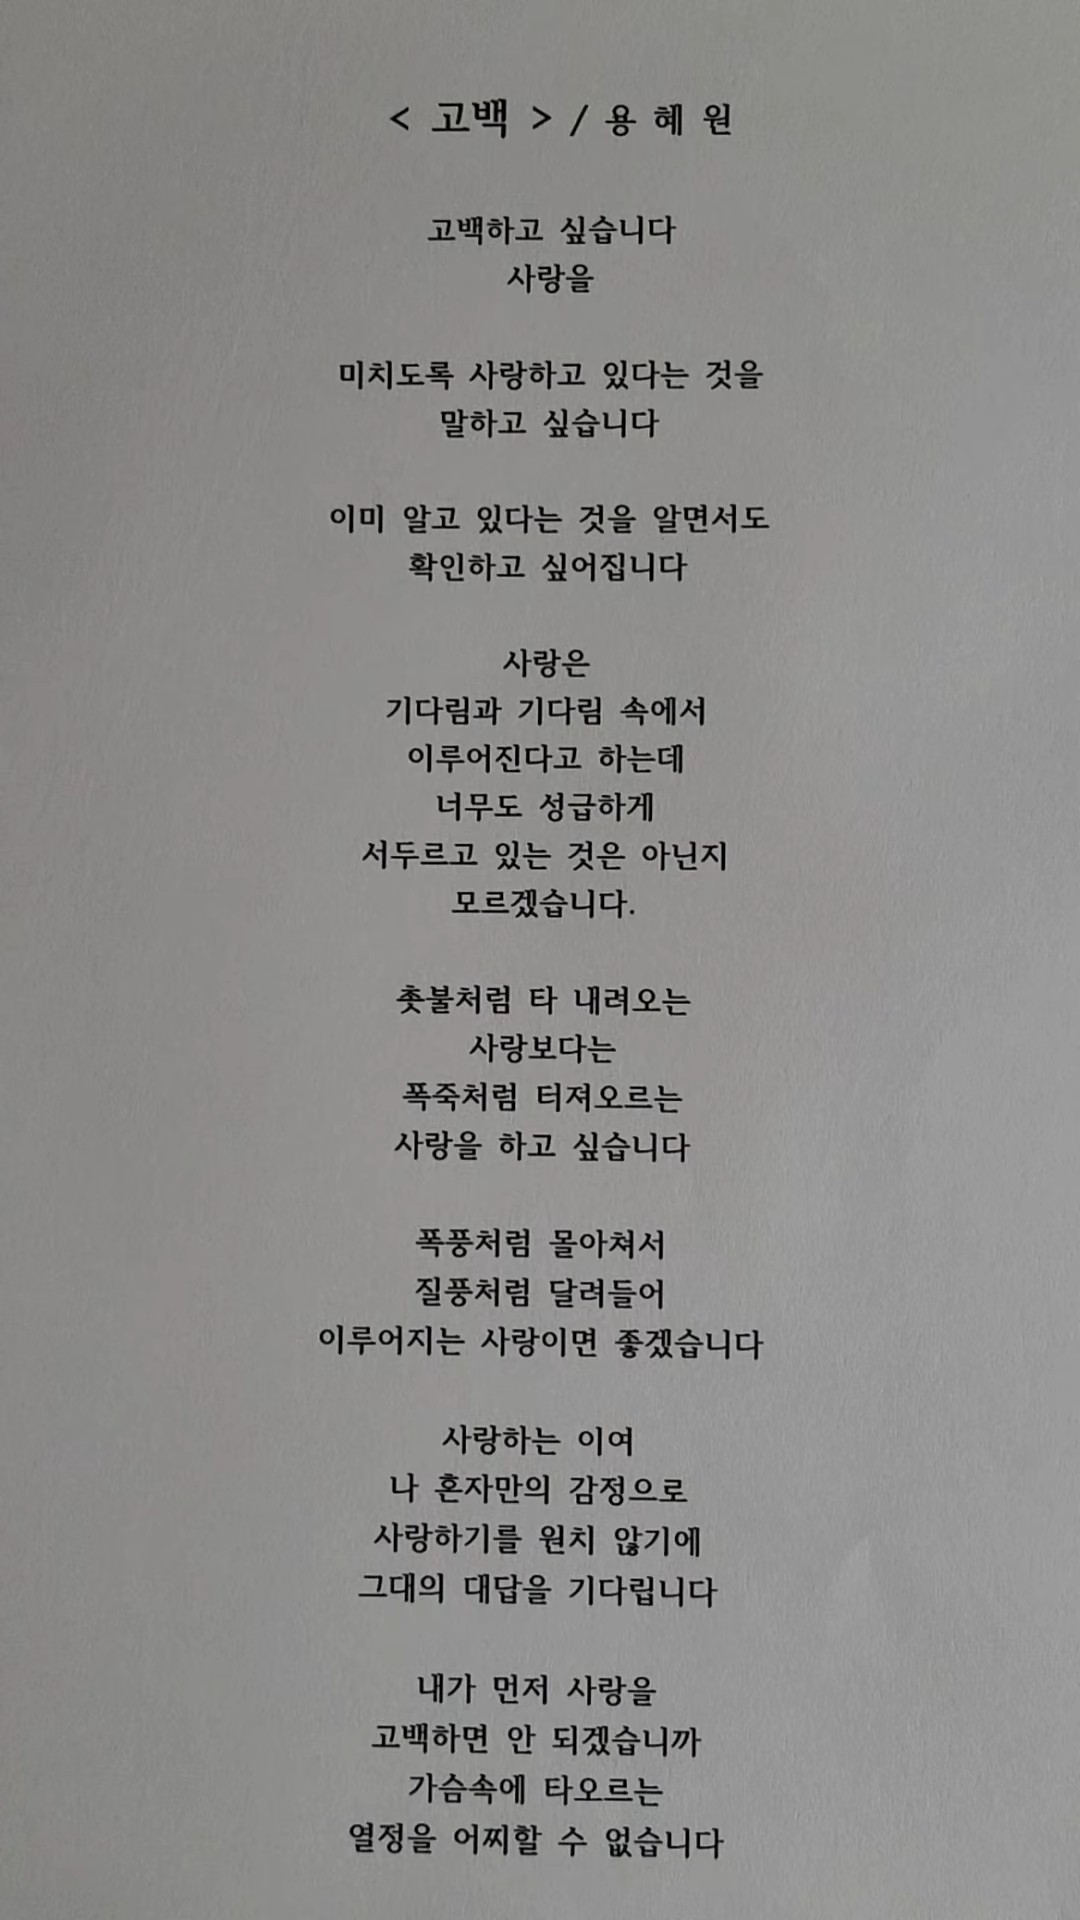 < 고백 > / 용 혜 원
고백하고 싶습니다
사랑을
미치도록 사랑하고 있다는 것을
말하고 싶습니다
이미 알고 있다는 것을 알면서도
확인하고 싶어집니다
사랑은
기다림과 기다림 속에서
이루어진다고 하는데
너무도 성급하게
서두르고 있는 것은 아닌지
모르겠습니다.
촛불처럼 타 내려오는
사랑보다는
폭죽처럼 터져오르는
사랑을 하고 싶습니다
폭풍처럼 몰아쳐서
질풍처럼 달려들어
이루어지는 사랑이면 좋겠습니다
사랑하는 이여
나 혼자만의 감정으로
사랑하기를 원치 않기에
그대의 대답을 기다립니다
내가 먼저 사랑을
고백하면 안 되겠습니까
가슴속에 타오르는
열정을 어찌할 수 없습니다